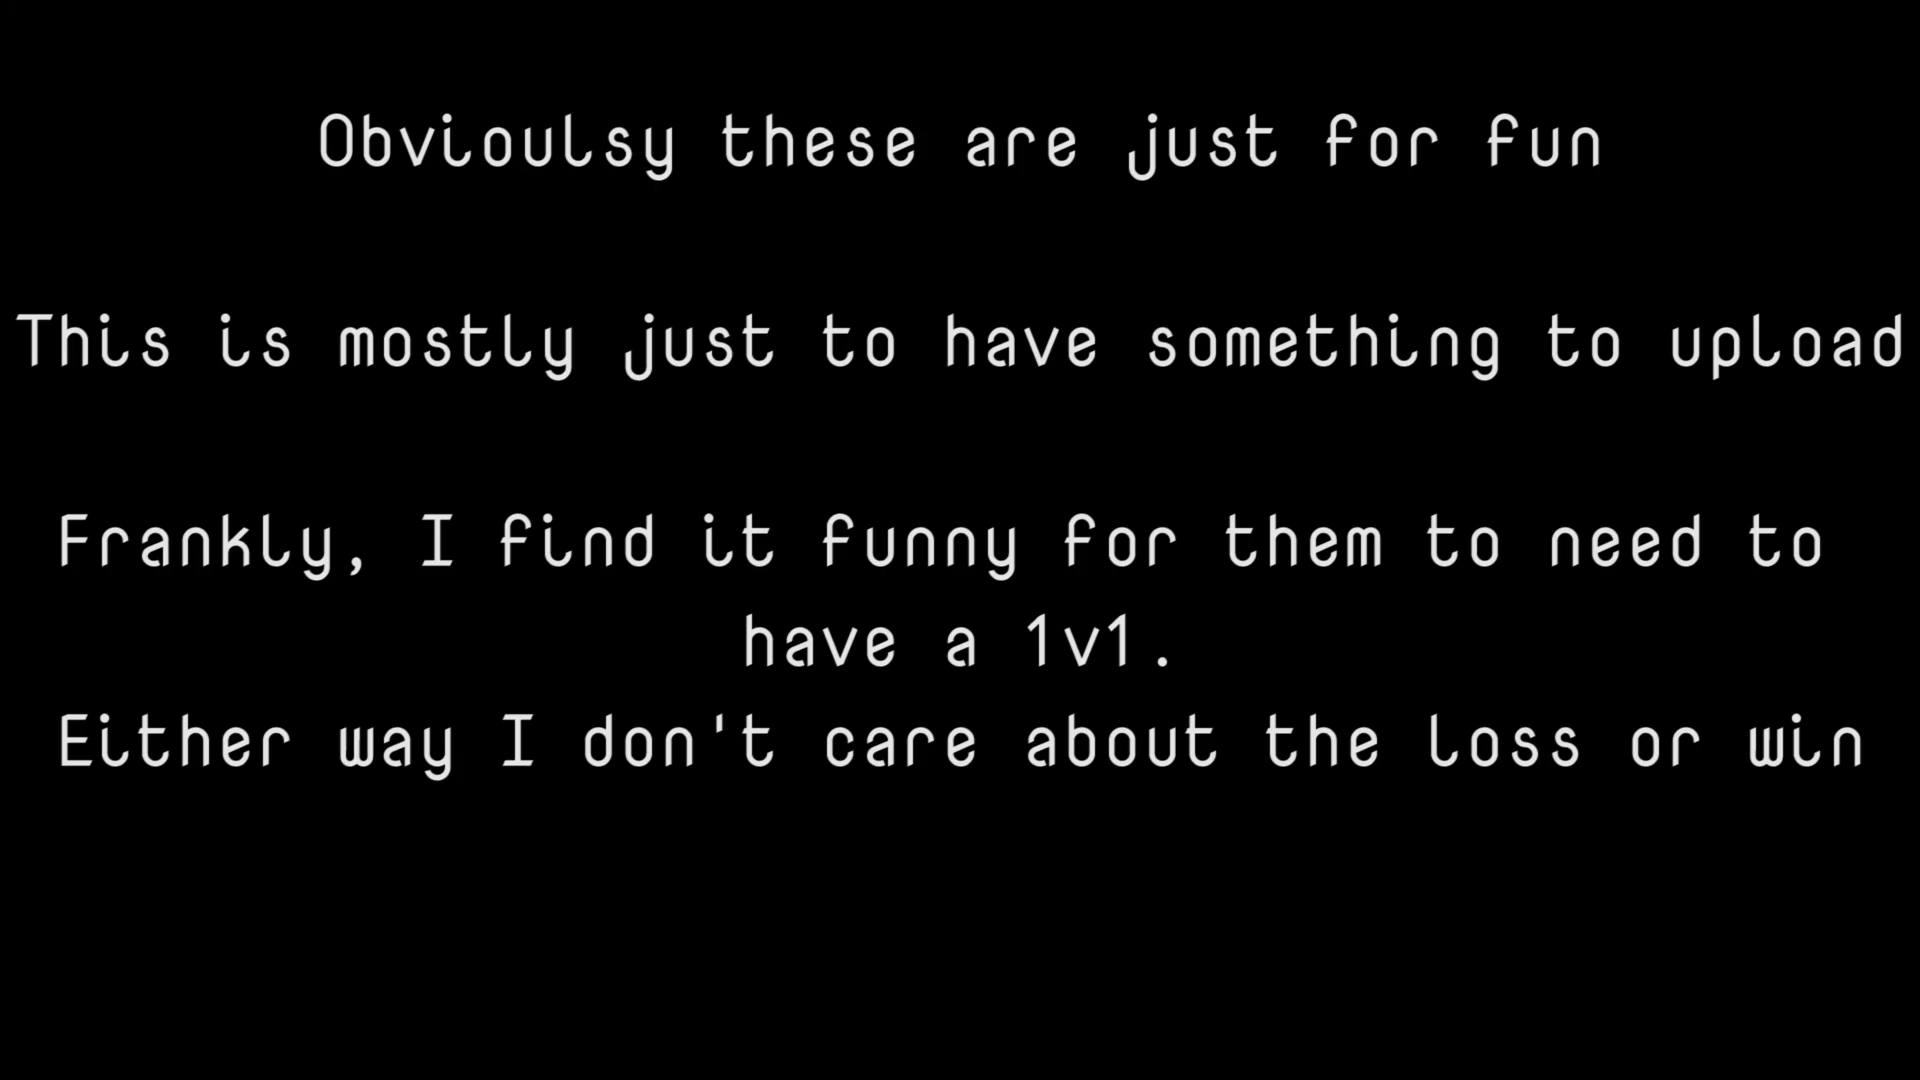 Obvioulsy these are just for fun
This is mostly just to have something to upload
Frankly, I find it funny for them to need to
have a 1v1.
Either way I don't care about the loss or win